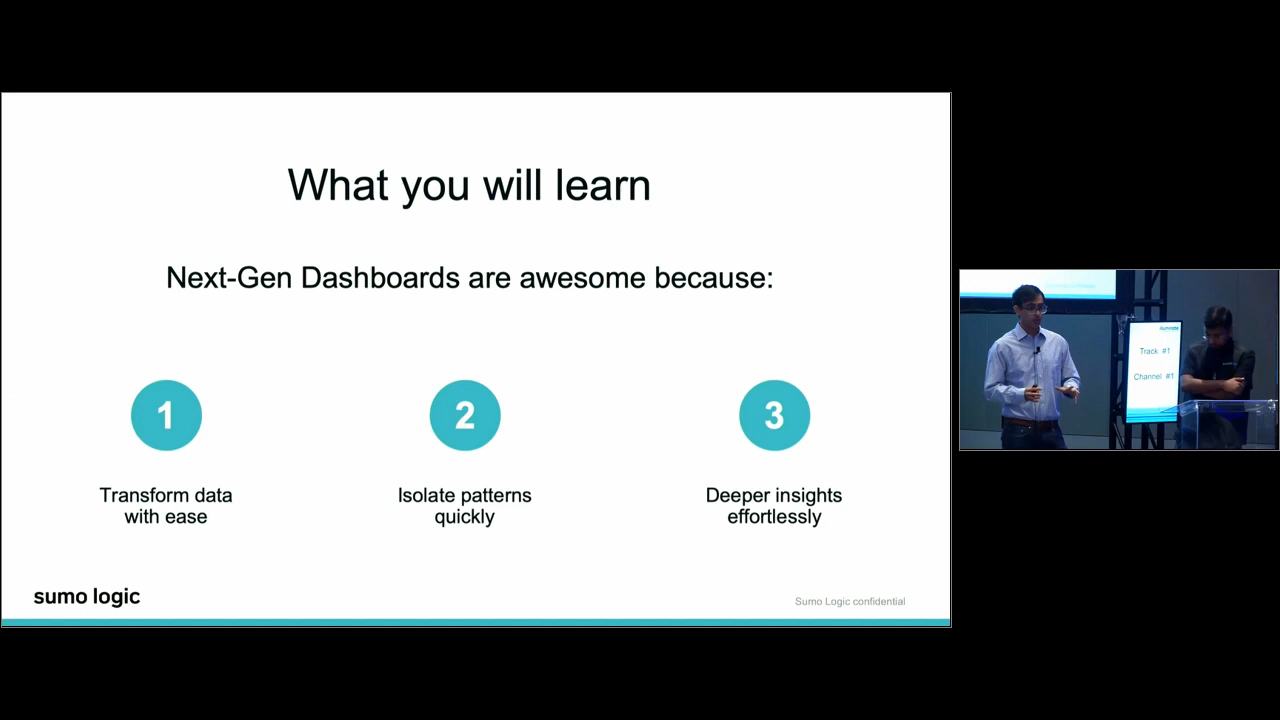 What you will learn
Next-Gen Dashboards are awesome because:
1
2
3
Transform data
with ease
Isolate patterns
quickly
Deeper insights
effortlessly
sumo logic
Sumo Logic confidential
illuminate
Track #1
Channel #1